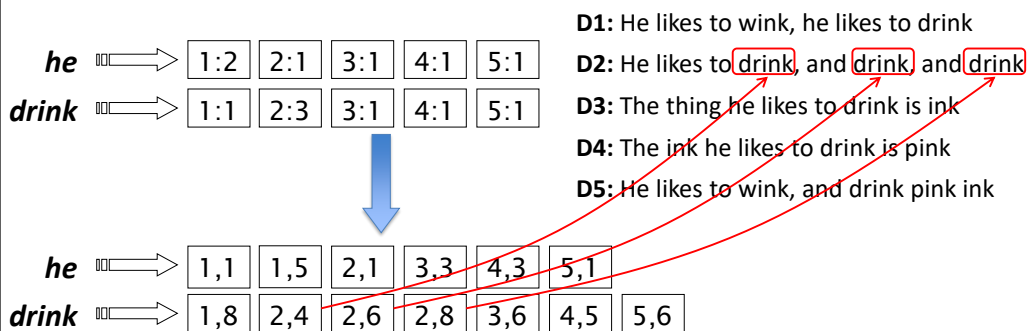 he 1:2 2:1 3:1 4:1 5:1
drink 1:1 2:3 3:1 4:1 5:1
he 1,1 1,5 2,1 3,3 4,3 5,1
drink 1,8 2,4 2,6 2,8 3,6 4,5 5,6
D1: He likes to wink, he likes to drink
D2: He likes to drink, and drink, and drink
D3: The thing he likes to drink is ink
D4: The ink he likes to drink is pink
D5: He likes to wink, and drink pink ink